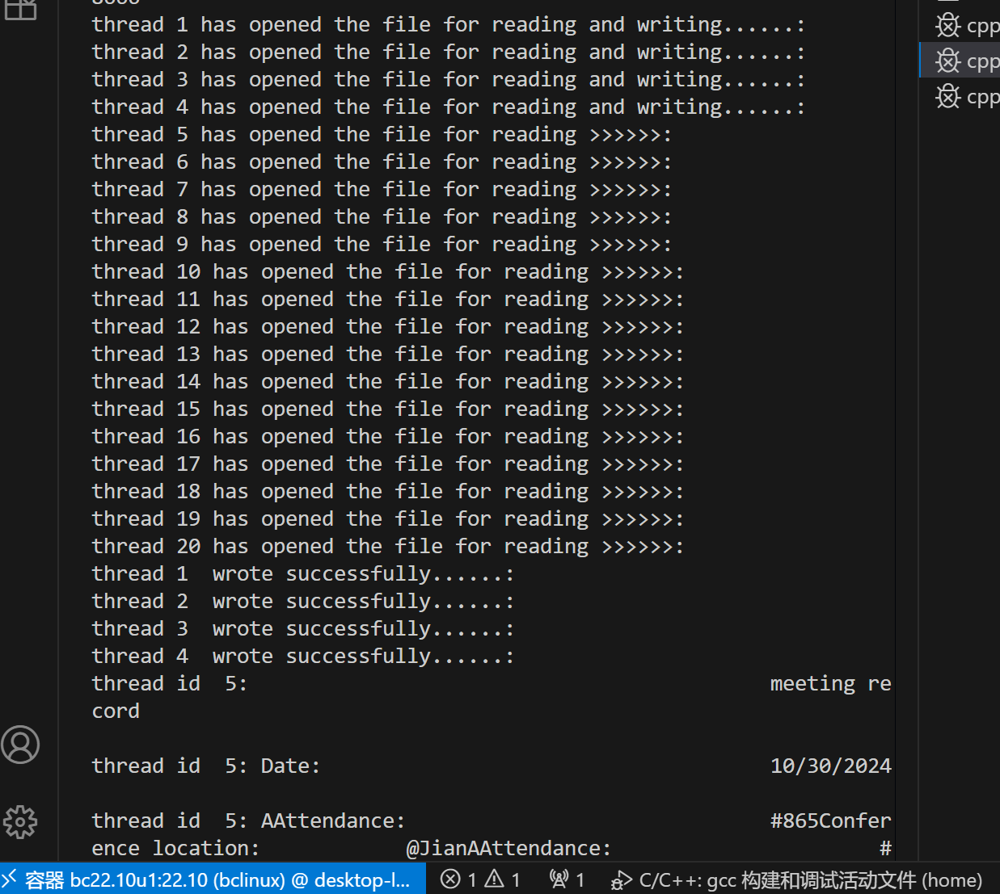 thread 1 has opened the file for reading and writing......:
cpp
thread 2 has opened the file for reading and writing......:
cpp
thread 3 has opened the file for reading and writing......:
cpp
thread 4 has opened the file for reading and writing......:
thread 5 has opened the file for reading >>>>>>:
thread 6 has opened the file for reading >>>>>>:
thread 7 has opened the file for reading >>>>>>:
thread 8 has opened the file for reading >>>>>>:
thread 9 has opened the file for reading >>>>>>:
thread 10 has opened the file for reading >>>>>>:
thread 11 has opened the file for reading >>>>>>:
thread 12 has opened the file for reading >>>>>>:
thread 13 has opened the file for reading >>>>>>:
thread 14 has opened the file for reading >>>>>>:
thread 15 has opened the file for reading >>>>>>:
thread 16 has opened the file for reading >>>>>>:
thread 17 has opened the file for reading >>>>>>:
thread 18 has opened the file for reading >>>>>>:
thread 19 has opened the file for reading >>>>>>:
thread 20 has opened the file for reading >>>>>>:
thread 1  wrote successfully......:
thread 2  wrote successfully......:
thread 3  wrote successfully......:
thread 4  wrote successfully......:
thread id  5:                                           meeting re
cord
thread id  5: Date:                                     10/30/2024
thread id  5: AAttendance:                              #865Confer
ence location:            @JianAAttendance:                      #
容器 bc22.10u1:22.10 (bclinux) @ desktop-l... 1 1 1 C/C++: gcc 构建和调试活动文件 (home)